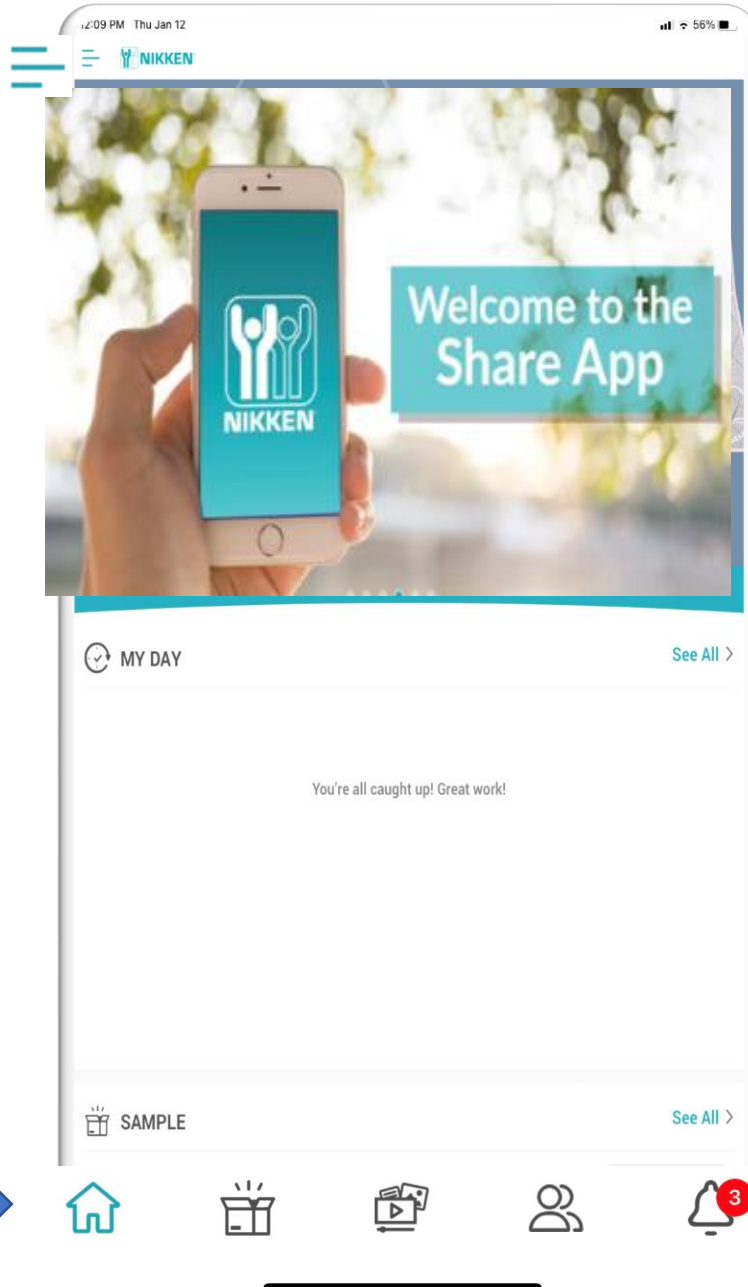 12:09 PM Thu Jan 12
56%
NIKKEN
Welcome to the
Share App
NIKKEN
MY DAY
See All >
You're all caught up! Great work!
SAMPLE
See All >
3